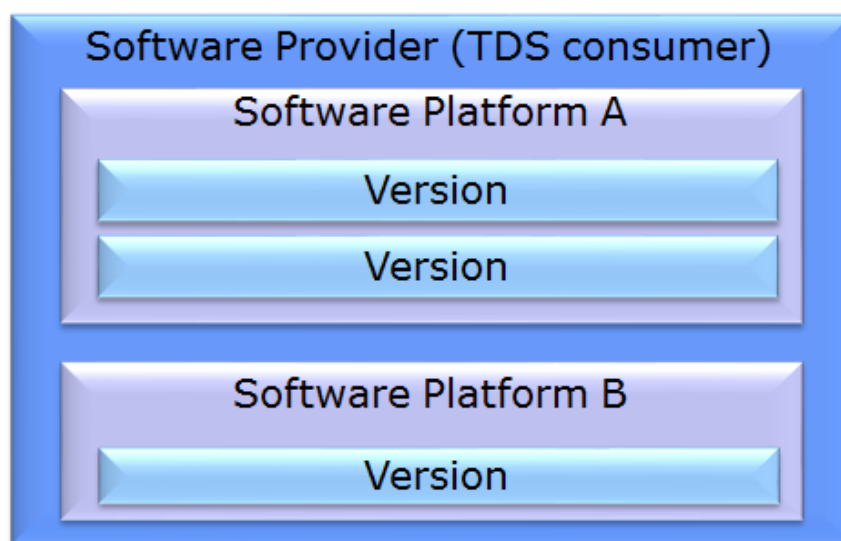 Software Provider (TDS consumer)
Software Platform A
Version
Version
Software Platform B
Version